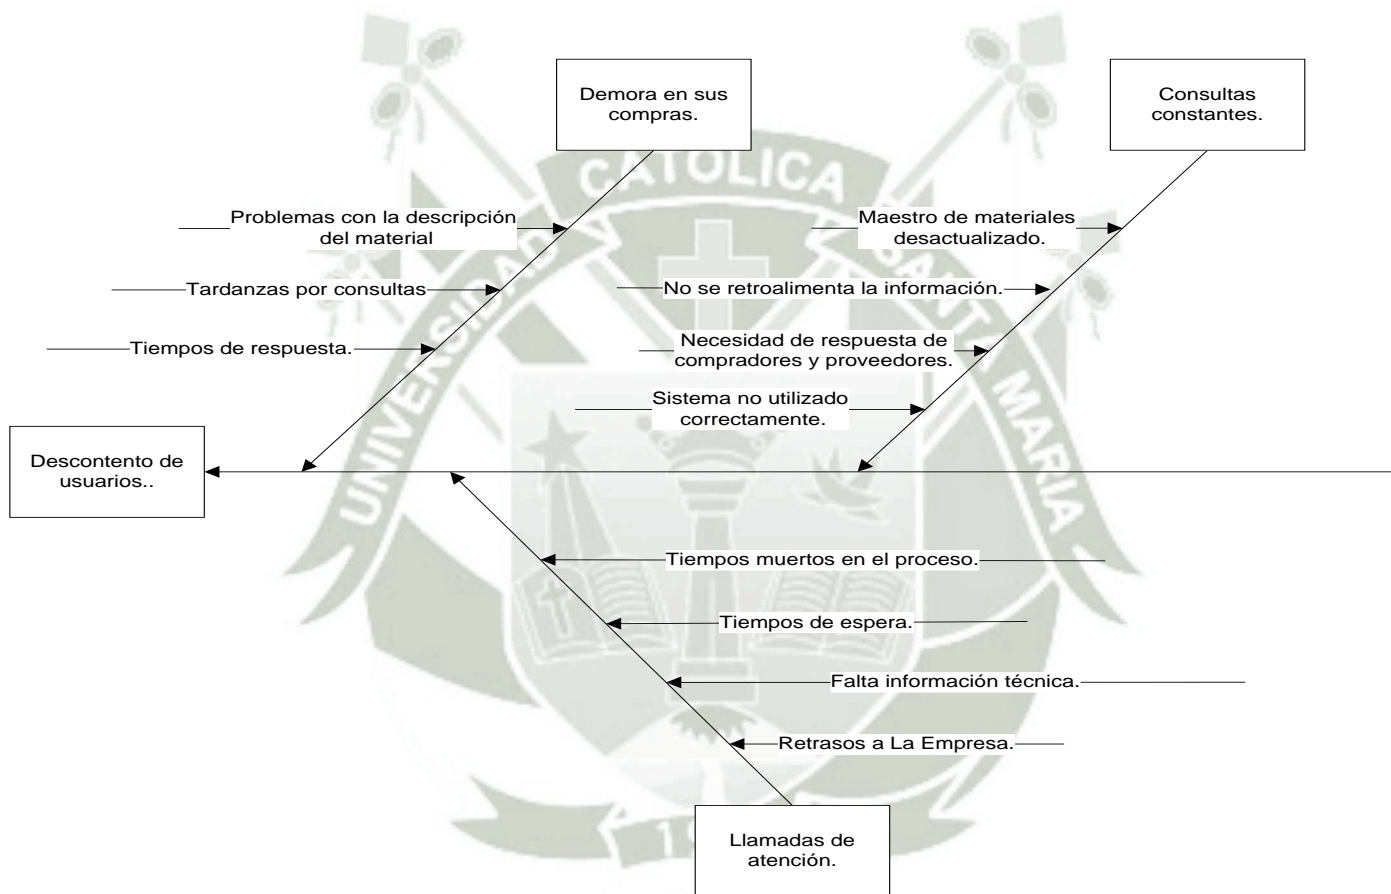 Demora en sus
compras.
Consultas
constantes.
UNIVERSIDAD CATOLICA SANTA MARIA
Problemas con la descripción
del material
Tardanzas por consultas
Tiempos de respuesta.
Maestro de materiales
desactualizado.
No se retroalimenta la información.
Necesidad de respuesta de
compradores y proveedores.
Sistema no utilizado
correctamente.
Descontento de
usuarios..
Tiempos muertos en el proceso.
Tiempos de espera.
Falta información técnica.
Retrasos a La Empresa.
Llamadas de
atención.